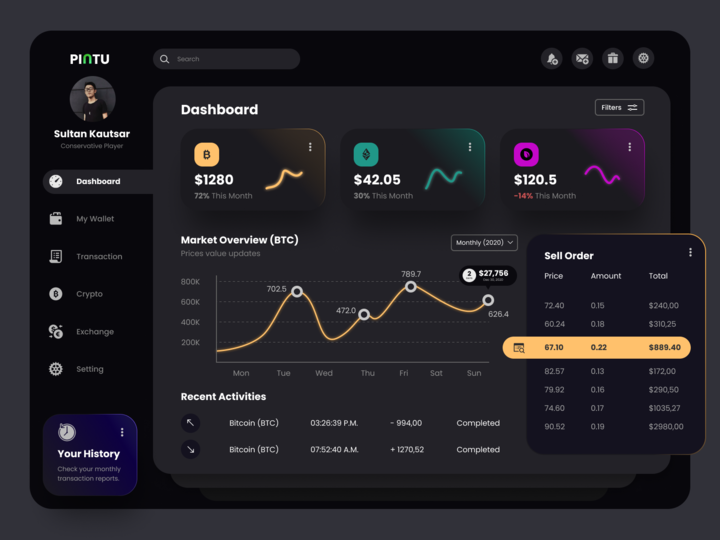 PINTU
Search
Sultan Kautsar
Conservative Player
Dashboard
My Wallet
Transaction
Crypto
Exchange
Setting
Your History
Check your monthly
transaction reports.
Dashboard
Filters
$1280
72% This Month
$42.05
30% This Month
$120.5
-14% This Month
Market Overview (BTC)
Prices value updates
Monthly (2020)
800K
600K
400K
200K
702.5
472.0
789.7
2
$27,756
626.4
Mon Tue Wed Thu Fri Sat Sun
Recent Activities
Bitcoin (BTC) 03:26:39 P.M. - 994,00 Completed
Bitcoin (BTC) 07:52:40 A.M. + 1270,52 Completed
Sell Order
Price Amount Total
72.40 0.15 $240,00
60.24 0.18 $310,25
67.10 0.22 $889.40
82.57 0.13 $172,00
79.92 0.16 $290,50
74.60 0.17 $1035,27
90.52 0.19 $2980,00